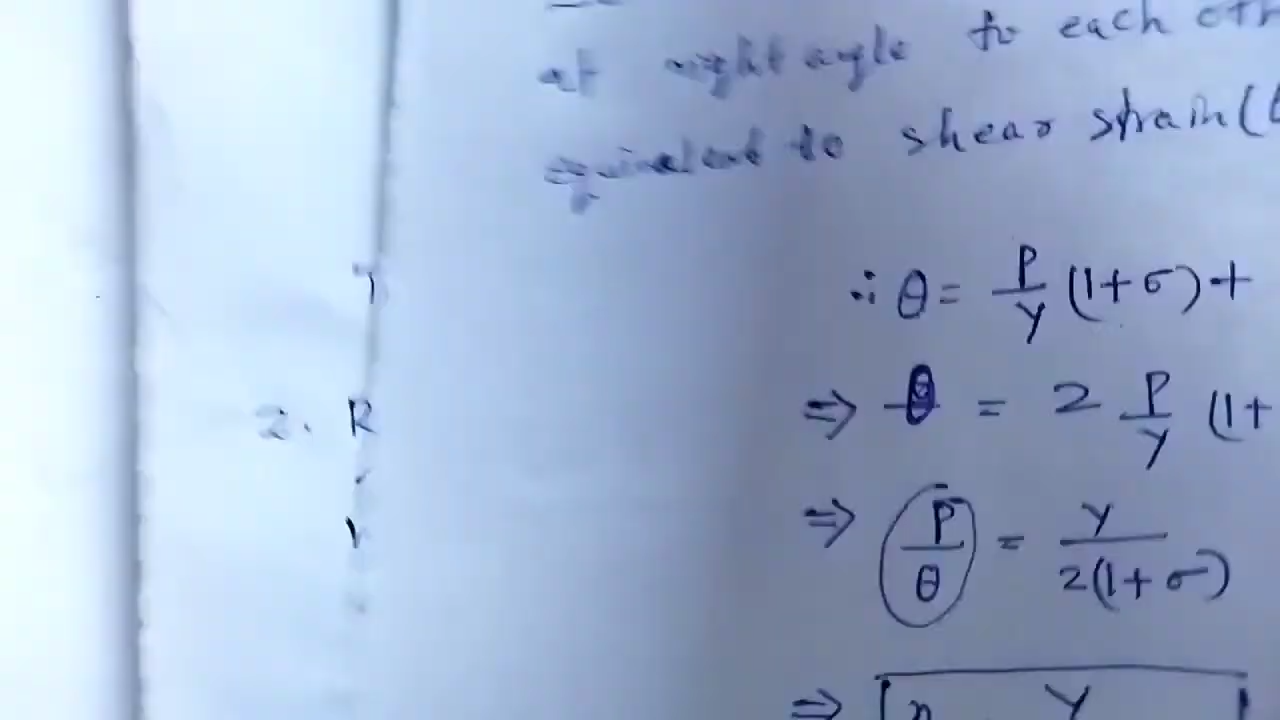 at right angle to each oth
equivalent to shear strain(
∴ θ = P/Y (1+σ) +
2. R
⇒ θ = 2 P/Y (1+
⇒ P/θ = Y/2(1+σ)
⇒ n Y